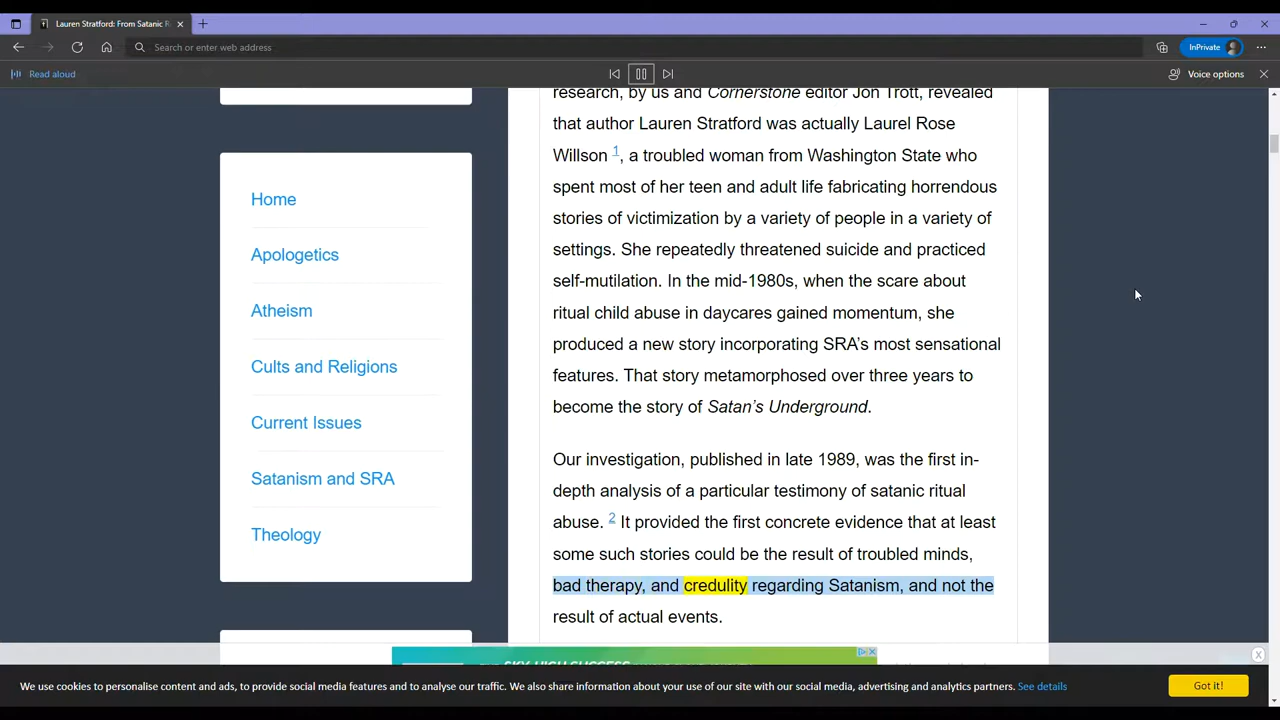 Lauren Stratford: From Satanic R
Search or enter web address
InPrivate
Read aloud
Voice options
Home
Apologetics
Atheism
Cults and Religions
Current Issues
Satanism and SRA
Theology
research, by us and Cornerstone editor Jon Trott, revealed
that author Lauren Stratford was actually Laurel Rose
Willson 1, a troubled woman from Washington State who
spent most of her teen and adult life fabricating horrendous
stories of victimization by a variety of people in a variety of
settings. She repeatedly threatened suicide and practiced
self-mutilation. In the mid-1980s, when the scare about
ritual child abuse in daycares gained momentum, she
produced a new story incorporating SRA's most sensational
features. That story metamorphosed over three years to
become the story of Satan's Underground.
Our investigation, published in late 1989, was the first in-
depth analysis of a particular testimony of satanic ritual
abuse. 2 It provided the first concrete evidence that at least
some such stories could be the result of troubled minds,
bad therapy, and credulity regarding Satanism, and not the
result of actual events.
We use cookies to personalise content and ads, to provide social media features and to analyse our traffic. We also share information about your use of our site with our social media, advertising and analytics partners. See details
Got it!